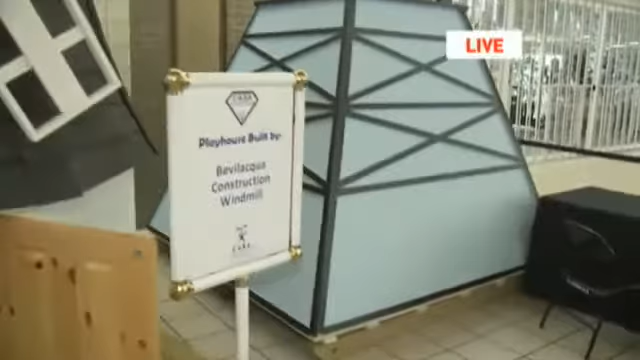 LIVE
Playhouse Built by:
Bevilacqua
Construction
Windmill